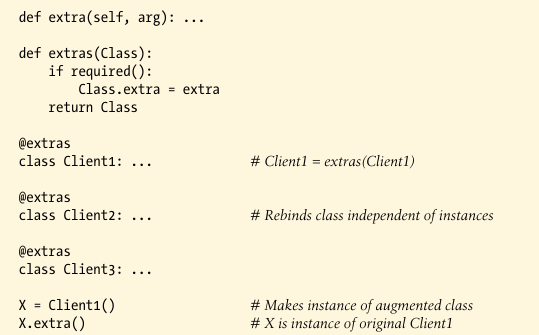 def extra(self, arg): ...
def extras(Class):
    if required():
        Class.extra = extra
    return Class
@extras
class Client1: ...                # Client1 = extras(Client1)
@extras
class Client2: ...                # Rebinds class independent of instances
@extras
class Client3: ...
X = Client1()                     # Makes instance of augmented class
X.extra()                         # X is instance of original Client1